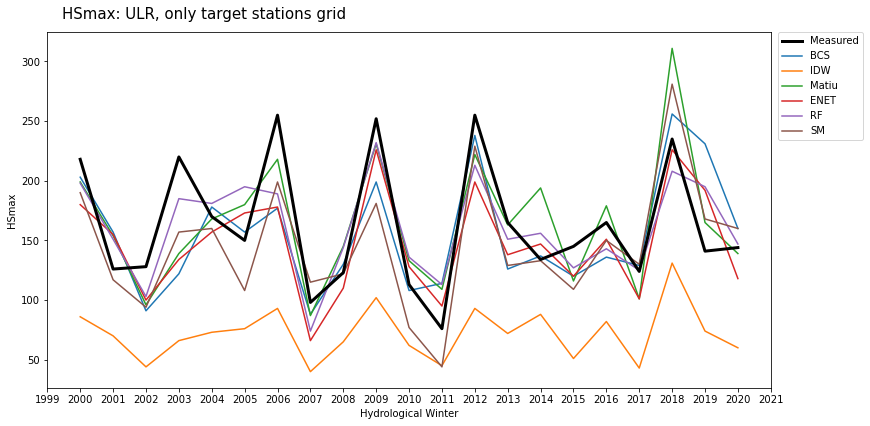 HSmax: ULR, only target stations grid
HSmax
300
250
200
150
100
50
1999 2000 2001 2002 2003 2004 2005 2006 2007 2008 2009 2010 2011 2012 2013 2014 2015 2016 2017 2018 2019 2020 2021
Hydrological Winter
Measured
BCS
IDW
Matiu
ENET
RF
SM